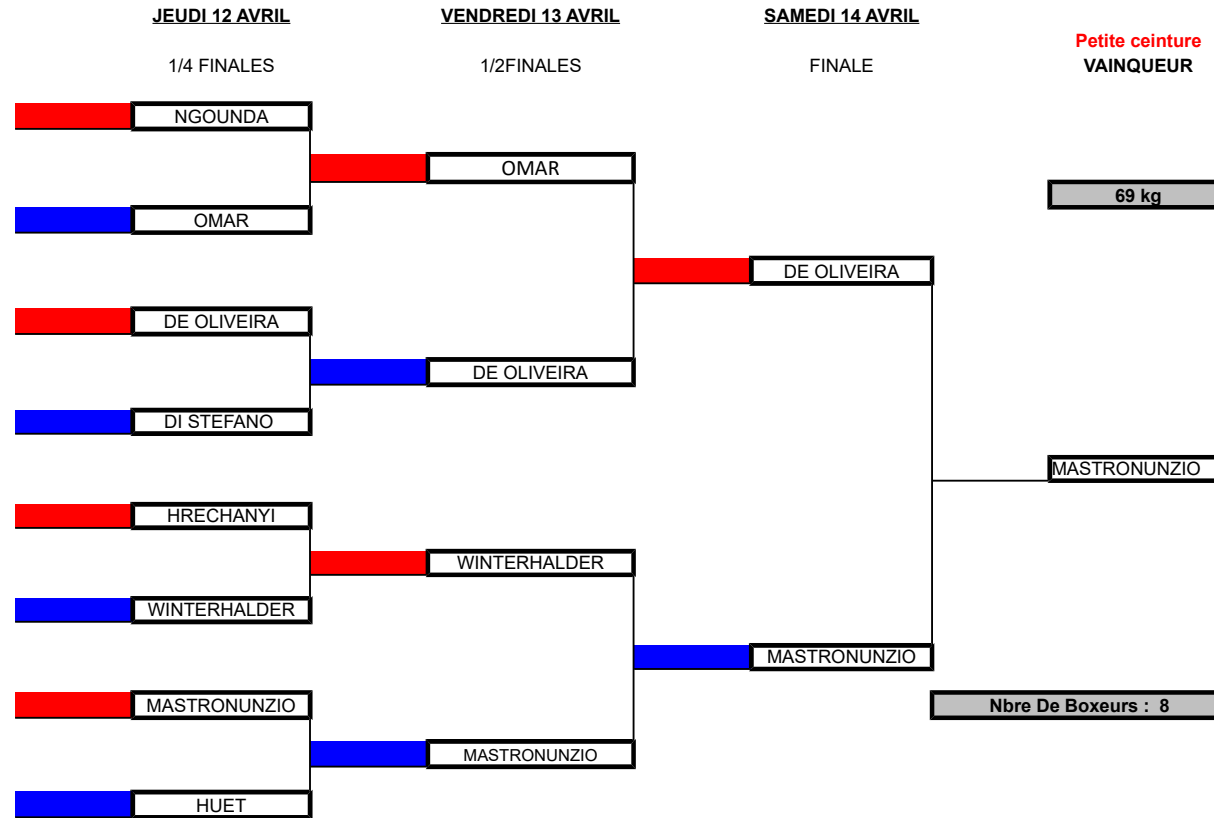 JEUDI 12 AVRIL
VENDREDI 13 AVRIL
SAMEDI 14 AVRIL
Petite ceinture
1/4 FINALES
1/2FINALES
FINALE
VAINQUEUR
NGOUNDA
OMAR
69 kg
OMAR
DE OLIVEIRA
DE OLIVEIRA
DE OLIVEIRA
DI STEFANO
MASTRONUNZIO
HRECHANYI
WINTERHALDER
WINTERHALDER
MASTRONUNZIO
MASTRONUNZIO
Nbre De Boxeurs : 8
MASTRONUNZIO
HUET